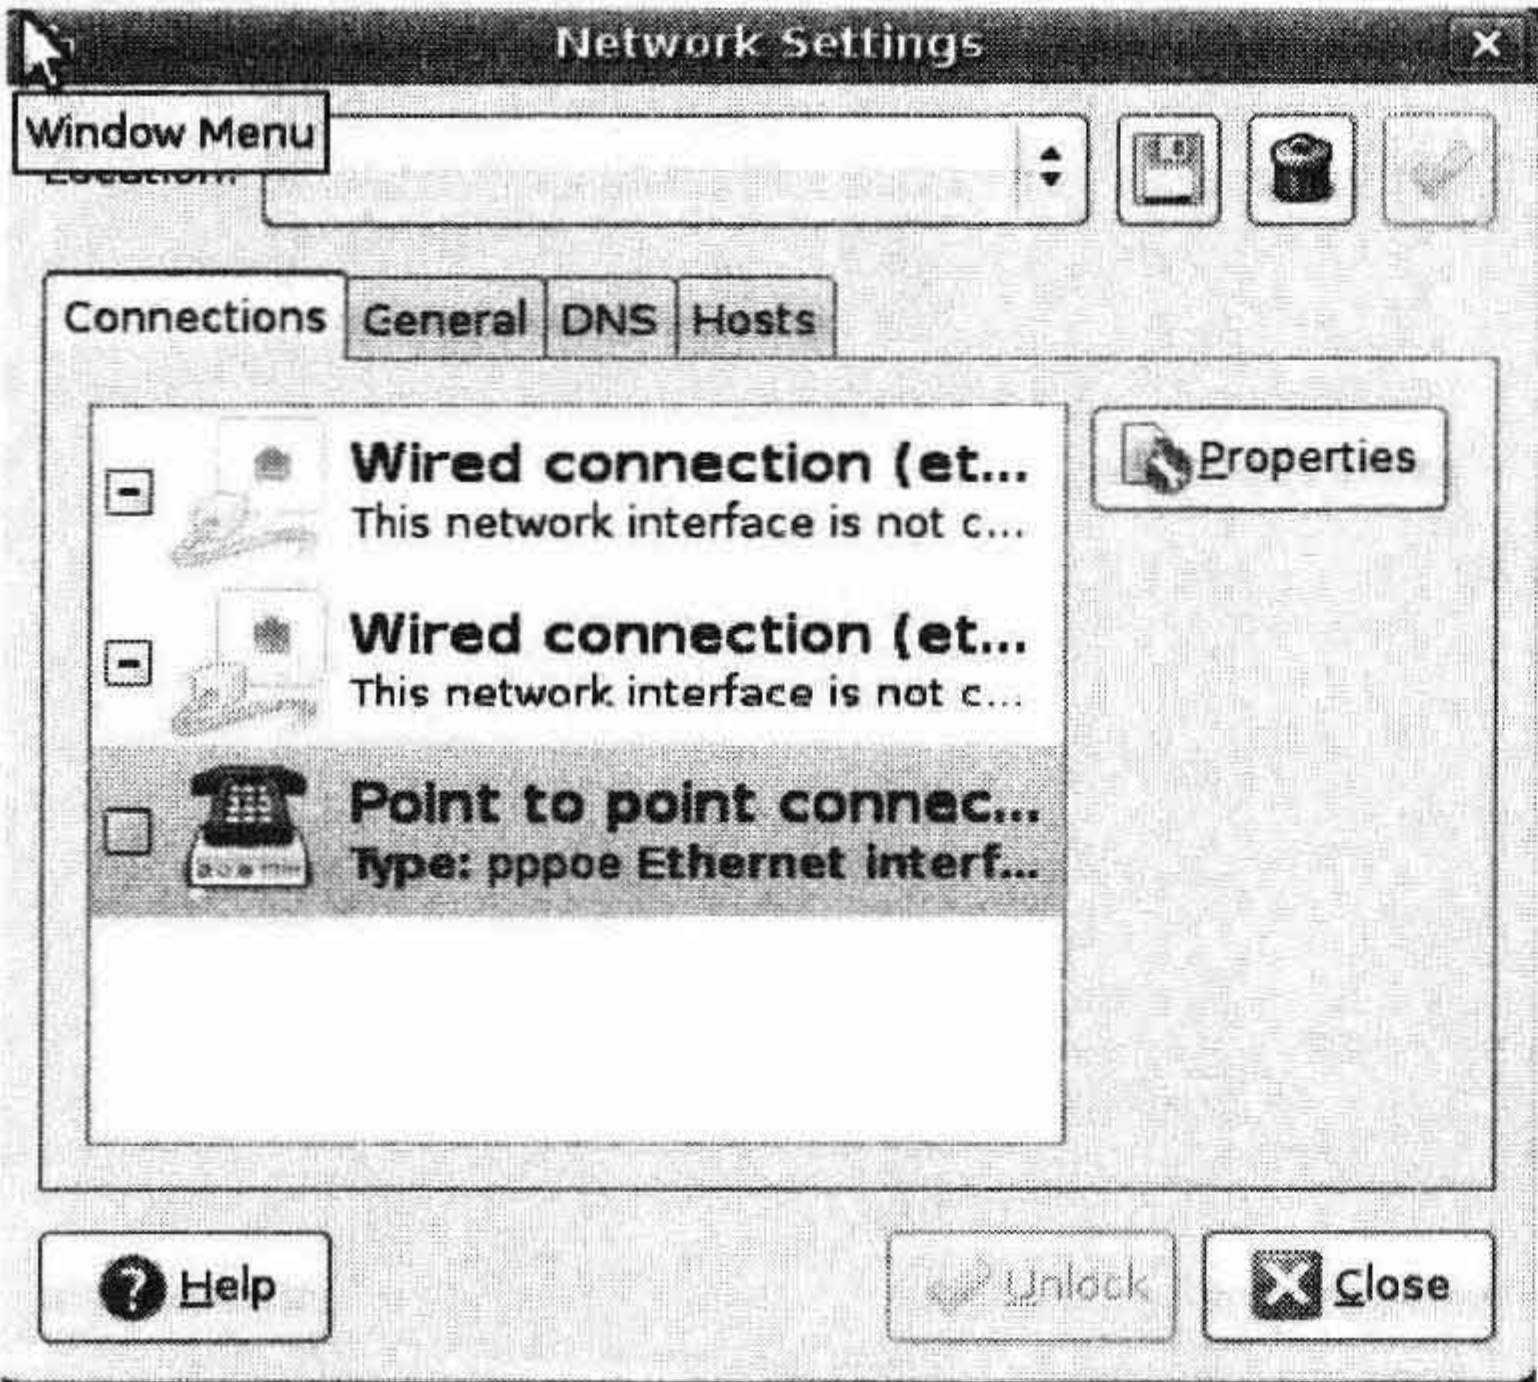 Network Settings
Window Menu
Location:
Connections General DNS Hosts
Wired connection (et...
This network interface is not c...
Properties
Wired connection (et...
This network interface is not c...
Point to point connec...
Type: pppoe Ethernet interf...
Help
Unlock
Close